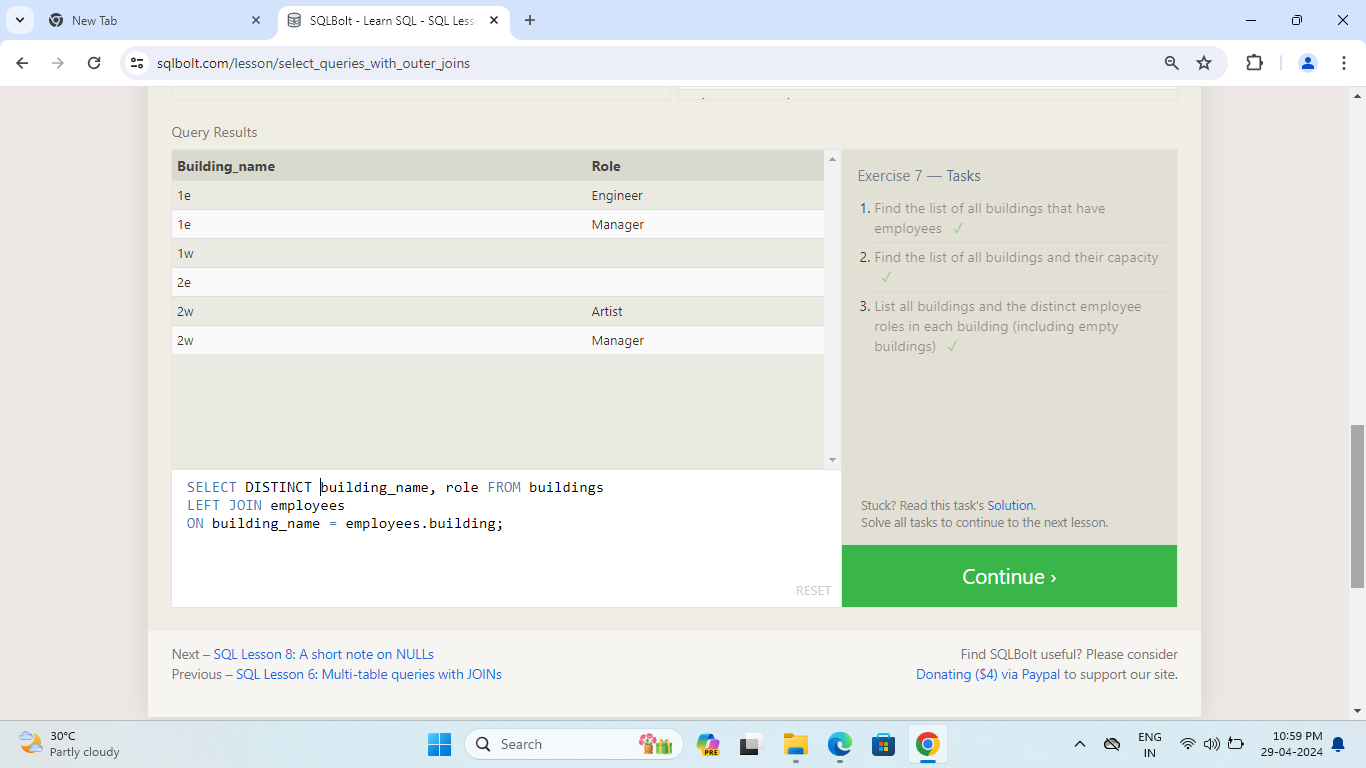 New Tab
SQLBolt - Learn SQL - SQL Less
sqlbolt.com/lesson/select_queries_with_outer_joins
Query Results
Building_name Role
1e Engineer
1e Manager
1w
2e
2w Artist
2w Manager
Exercise 7 — Tasks
1. Find the list of all buildings that have
employees ✓
2. Find the list of all buildings and their capacity
✓
3. List all buildings and the distinct employee
roles in each building (including empty
buildings) ✓
SELECT DISTINCT building_name, role FROM buildings
LEFT JOIN employees
ON building_name = employees.building;
RESET
Stuck? Read this task's Solution.
Solve all tasks to continue to the next lesson.
Continue ›
Next – SQL Lesson 8: A short note on NULLs
Previous – SQL Lesson 6: Multi-table queries with JOINs
Find SQLBolt useful? Please consider
Donating ($4) via Paypal to support our site.
30°C
Partly cloudy
Search
PRE
ENG
IN
10:59 PM
29-04-2024